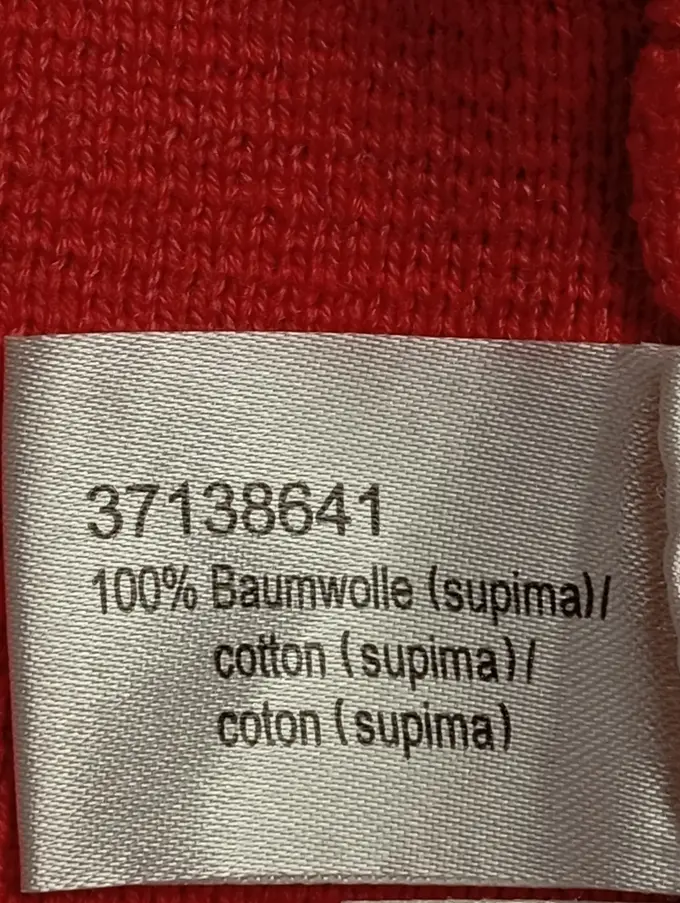 37138641
100% Baumwolle (supima)/
cotton (supima)/
coton (supima)